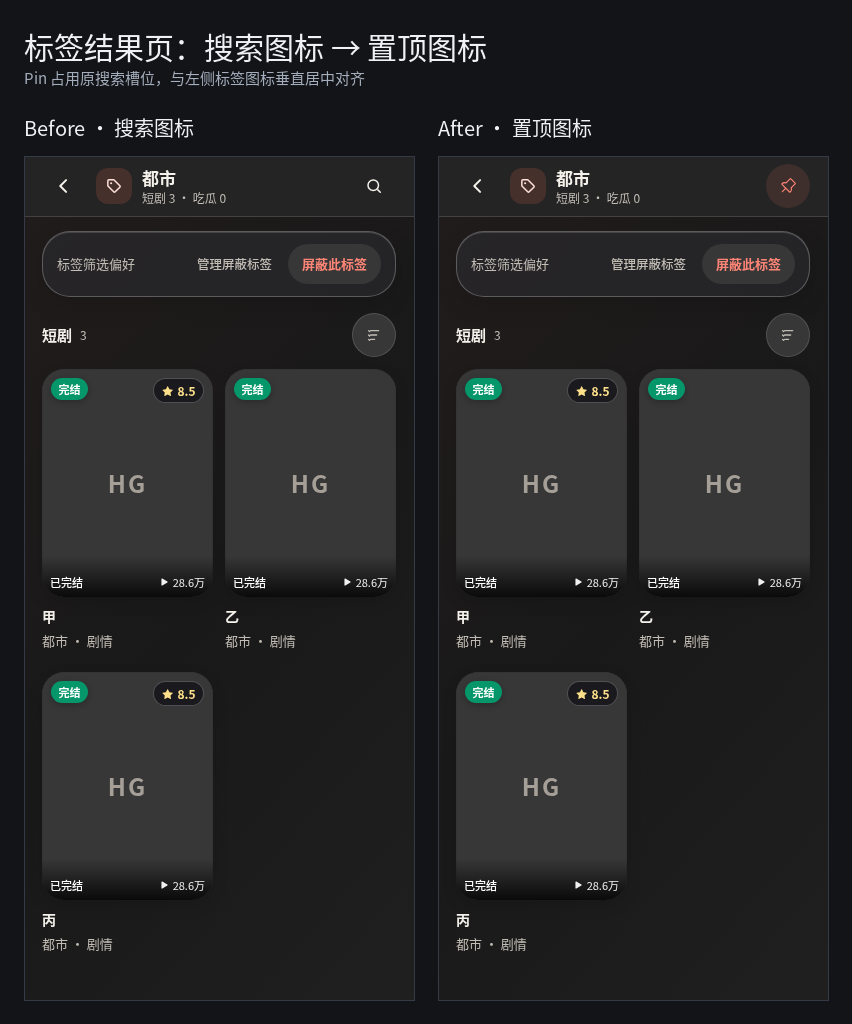 标签结果页：搜索图标 → 置顶图标
Pin 占用原搜索槽位，与左侧标签图标垂直居中对齐
Before · 搜索图标
都市
短剧 3 · 吃瓜 0
标签筛选偏好 管理屏蔽标签 屏蔽此标签
短剧 3
完结 8.5 完结
HG HG
已完结 28.6万 已完结 28.6万
甲 乙
都市 · 剧情 都市 · 剧情
完结 8.5
HG
已完结 28.6万
丙
都市 · 剧情
After · 置顶图标
都市
短剧 3 · 吃瓜 0
标签筛选偏好 管理屏蔽标签 屏蔽此标签
短剧 3
完结 8.5 完结
HG HG
已完结 28.6万 已完结 28.6万
甲 乙
都市 · 剧情 都市 · 剧情
完结 8.5
HG
已完结 28.6万
丙
都市 · 剧情